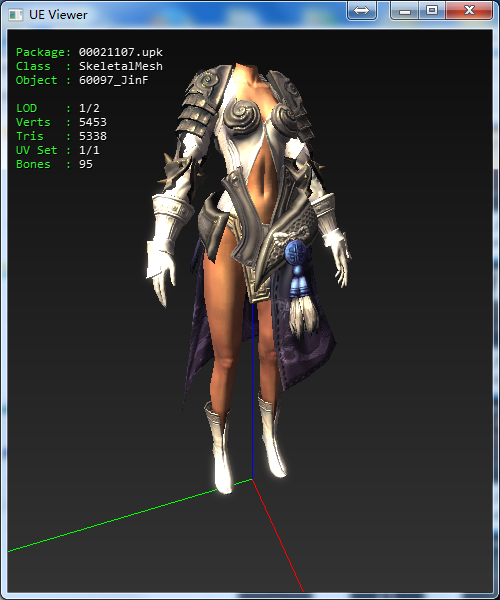 UE Viewer
Package: 00021107.upk
Class : SkeletalMesh
Object : 60097_JinF
LOD : 1/2
Verts : 5453
Tris : 5338
UV Set : 1/1
Bones : 95